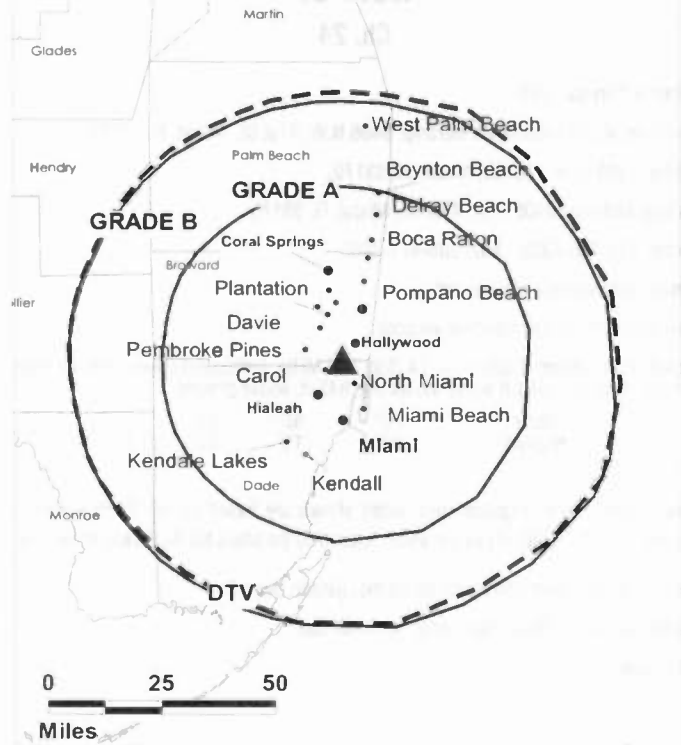 Martin
Glades
West Palm Beach
Palm Beach
Hendry
Boynton Beach
GRADE A
Delray Beach
GRADE B
Coral Springs
Boca Raton
Broward
Plantation
Pompano Beach
ollier
Davie
Hallywood
Pembroke Pines
Carol
North Miami
Hialeah
Miami Beach
Miami
Kendale Lakes
Kendall
Dade
Monroe
DTV
0 25 50
Miles